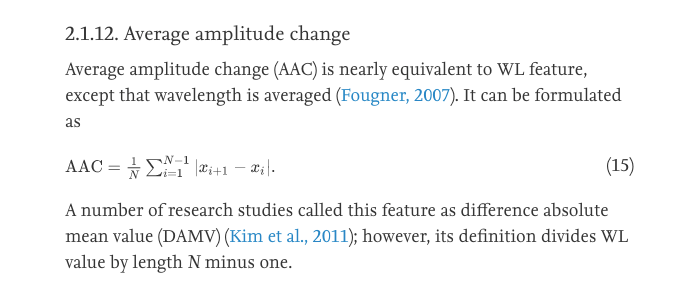 2.1.12. Average amplitude change
Average amplitude change (AAC) is nearly equivalent to WL feature,
except that wavelength is averaged (Fougner, 2007). It can be formulated
as
AAC = \frac{1}{N} \sum_{i=1}^{N-1} |x_{i+1} − x_i|. (15)
A number of research studies called this feature as difference absolute
mean value (DAMV) (Kim et al., 2011); however, its definition divides WL
value by length N minus one.